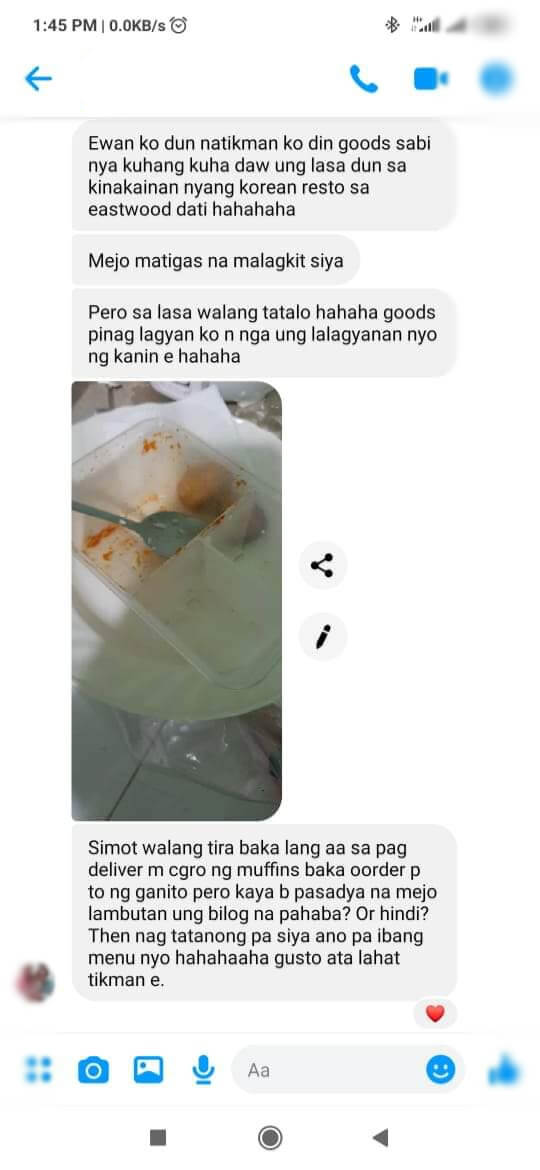 1:45 PM | 0.0KB/s
Ewan ko dun natikman ko din goods sabi
nya kuhang kuha daw ung lasa dun sa
kinakainan nyang korean resto sa
eastwood dati hahahaha
Mejo matigas na malagkit siya
Pero sa lasa walang tatalo hahaha goods
pinag lagyan ko n nga ung lalagyanan nyo
ng kanin e hahaha
Simot walang tira baka lang aa sa pag
deliver m cgro ng muffins baka oorder p
to ng ganito pero kaya b pasadya na mejo
lambutan ung bilog na pahaba? Or hindi?
Then nag tatanong pa siya ano pa ibang
menu nyo hahahaaha gusto ata lahat
tikman e.
Aa